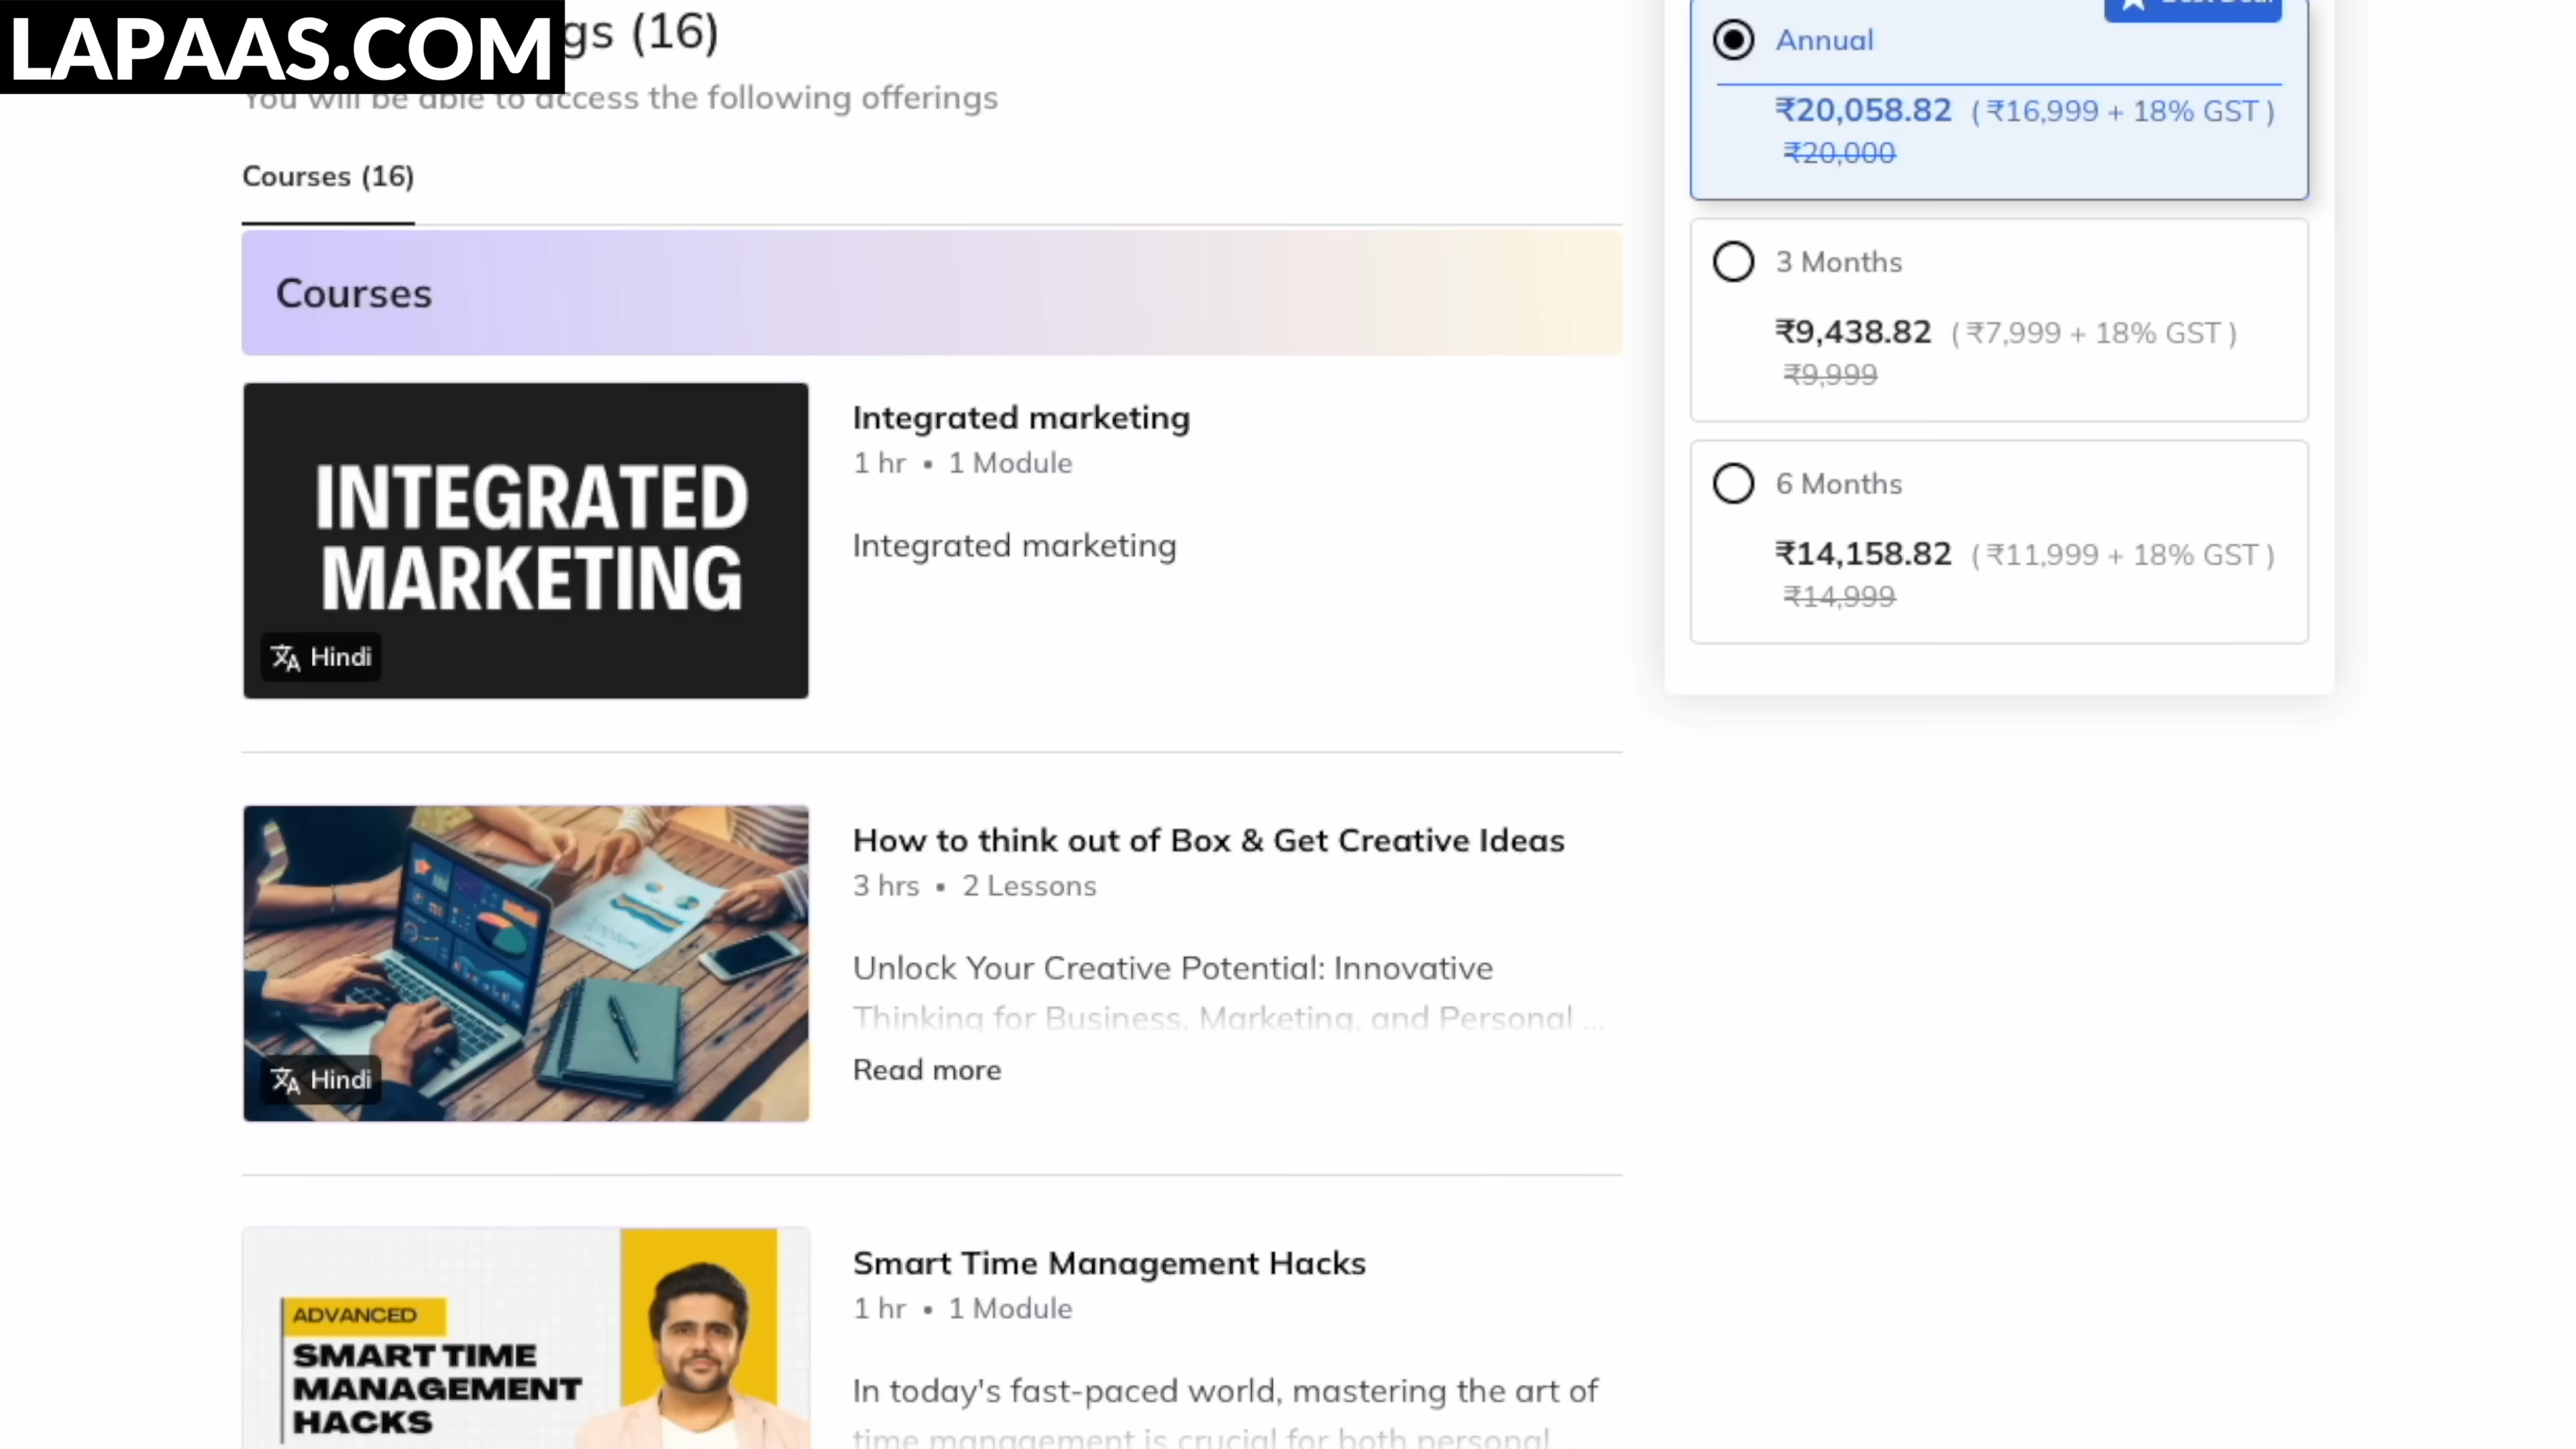 LAPAAS.COM
gs (16)
You will be able to access the following offerings
Courses (16)
Courses
INTEGRATED
MARKETING
Hindi
Integrated marketing
1 hr • 1 Module
Integrated marketing
Hindi
How to think out of Box & Get Creative Ideas
3 hrs • 2 Lessons
Unlock Your Creative Potential: Innovative
Thinking for Business, Marketing, and Personal ...
Read more
ADVANCED
SMART TIME
MANAGEMENT
HACKS
Smart Time Management Hacks
1 hr • 1 Module
In today's fast-paced world, mastering the art of
time management is crucial for both personal
Best Deal
Annual
₹20,058.82 ( ₹16,999 + 18% GST )
₹20,000
3 Months
₹9,438.82 ( ₹7,999 + 18% GST )
₹9,999
6 Months
₹14,158.82 ( ₹11,999 + 18% GST )
₹14,999